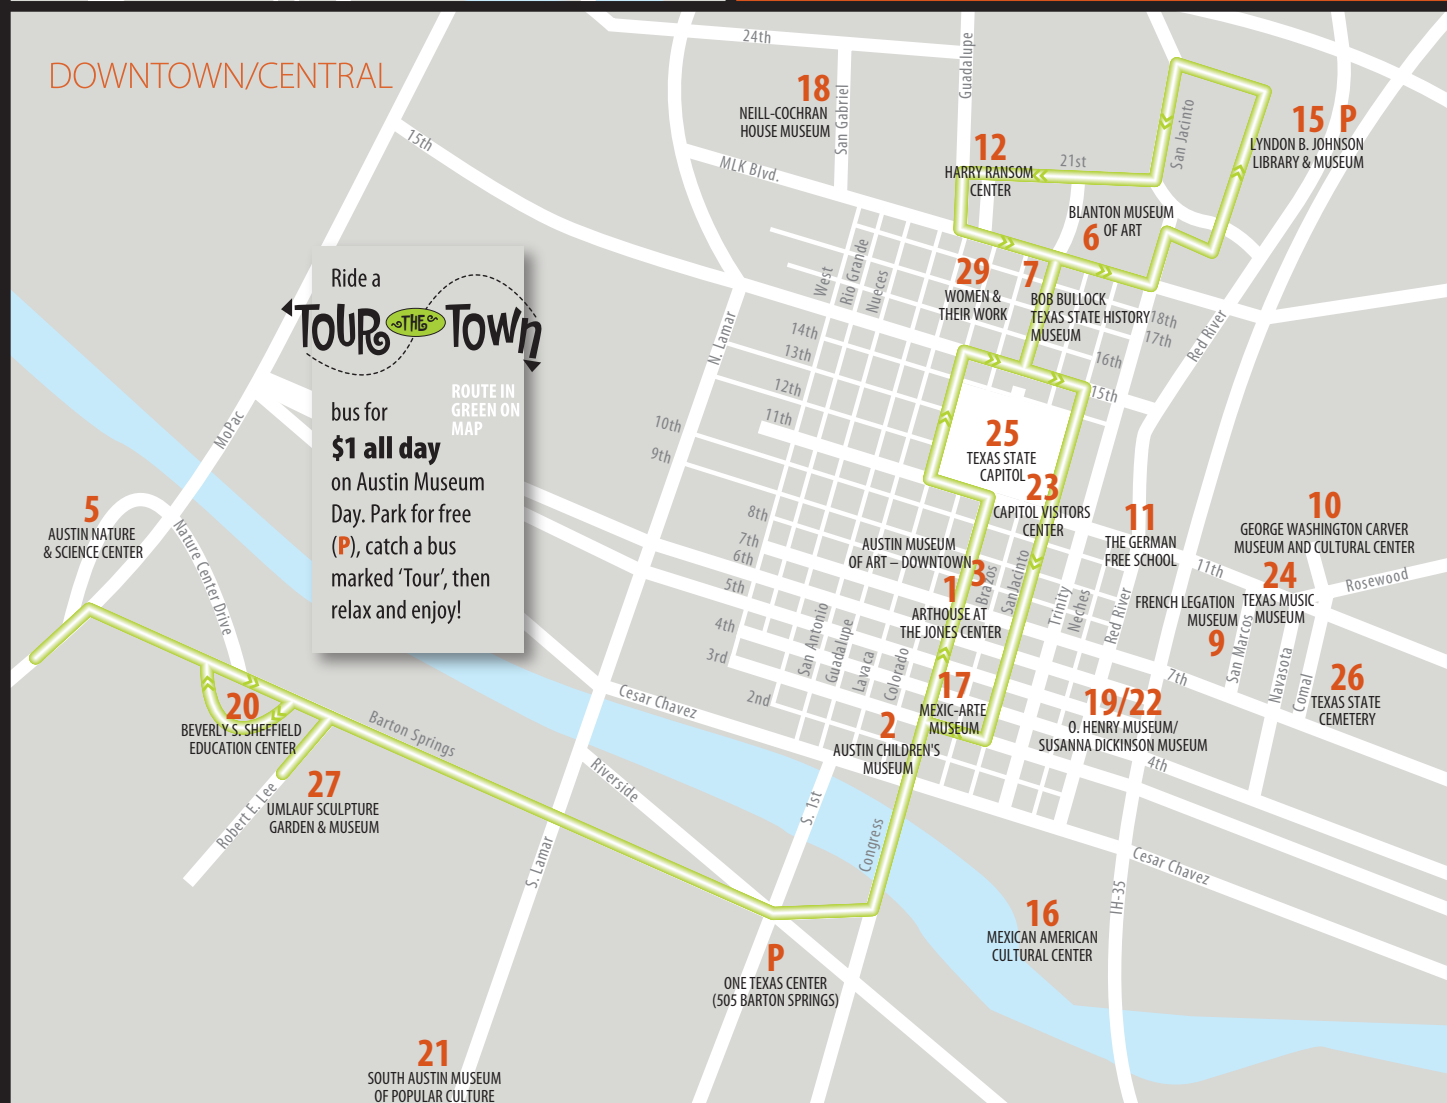 DOWNTOWN/CENTRAL
24th
Guadalupe
18
NEILL-COCHRAN
HOUSE MUSEUM
San Gabriel
15th
MLK Blvd.
12
HARRY RANSOM
CENTER
21st
San Jacinto
15 P
LYNDON B. JOHNSON
LIBRARY & MUSEUM
BLANTON MUSEUM
6 OF ART
Ride a
TOUR THE TOWN
ROUTE IN
GREEN ON
MAP
bus for
$1 all day
on Austin Museum
Day. Park for free
(P), catch a bus
marked ‘Tour’, then
relax and enjoy!
West
Rio Grande
Nueces
29
WOMEN &
THEIR WORK
7
BOB BULLOCK
TEXAS STATE HISTORY
MUSEUM
18th
17th
16th
15th
Red River
N. Lamar
14th
13th
12th
11th
10th
9th
MoPac
25
TEXAS STATE
CAPITOL
23
CAPITOL VISITORS
CENTER
5
AUSTIN NATURE
& SCIENCE CENTER
Nature Center Drive
8th
7th
6th
5th
4th
3rd
2nd
AUSTIN MUSEUM
OF ART – DOWNTOWN
3
1
ARTHOUSE AT
THE JONES CENTER
Brazos
SanJacinto
Trinity
Neches
Red River
11
THE GERMAN
FREE SCHOOL
11th
10
GEORGE WASHINGTON CARVER
MUSEUM AND CULTURAL CENTER
24
TEXAS MUSIC
MUSEUM
Rosewood
FRENCH LEGATION
MUSEUM
9
San Marcos
Navasota
Comal
7th
26
TEXAS STATE
CEMETERY
San Antonio
Guadalupe
Lavaca
Colorado
17
MEXIC-ARTE
MUSEUM
19/22
O. HENRY MUSEUM/
SUSANNA DICKINSON MUSEUM
4th
2
AUSTIN CHILDREN'S
MUSEUM
Cesar Chavez
20
BEVERLY S. SHEFFIELD
EDUCATION CENTER
Barton Springs
27
UMLAUF SCULPTURE
GARDEN & MUSEUM
Robert E. Lee
Riverside
S. 1st
Congress
S. Lamar
Cesar Chavez
IH-35
16
MEXICAN AMERICAN
CULTURAL CENTER
P
ONE TEXAS CENTER
(505 BARTON SPRINGS)
21
SOUTH AUSTIN MUSEUM
OF POPULAR CULTURE